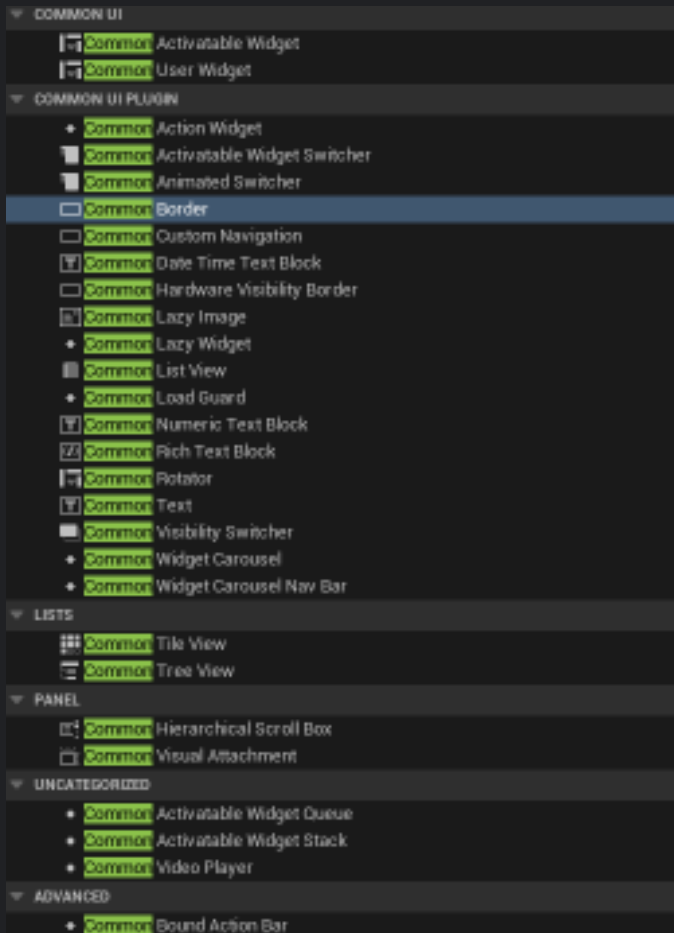 COMMON UI
Common Activatable Widget
Common User Widget
COMMON UI PLUGIN
Common Action Widget
Common Activatable Widget Switcher
Common Animated Switcher
Common Border
Common Custom Navigation
Common Date Time Text Block
Common Hardware Visibility Border
Common Lazy Image
Common Lazy Widget
Common List View
Common Load Guard
Common Numeric Text Block
Common Rich Text Block
Common Rotator
Common Text
Common Visibility Switcher
Common Widget Carousel
Common Widget Carousel Nav Bar
LISTS
Common Tile View
Common Tree View
PANEL
Common Hierarchical Scroll Box
Common Visual Attachment
UNCATEGORIZED
Common Activatable Widget Queue
Common Activatable Widget Stack
Common Video Player
ADVANCED
Common Bound Action Bar